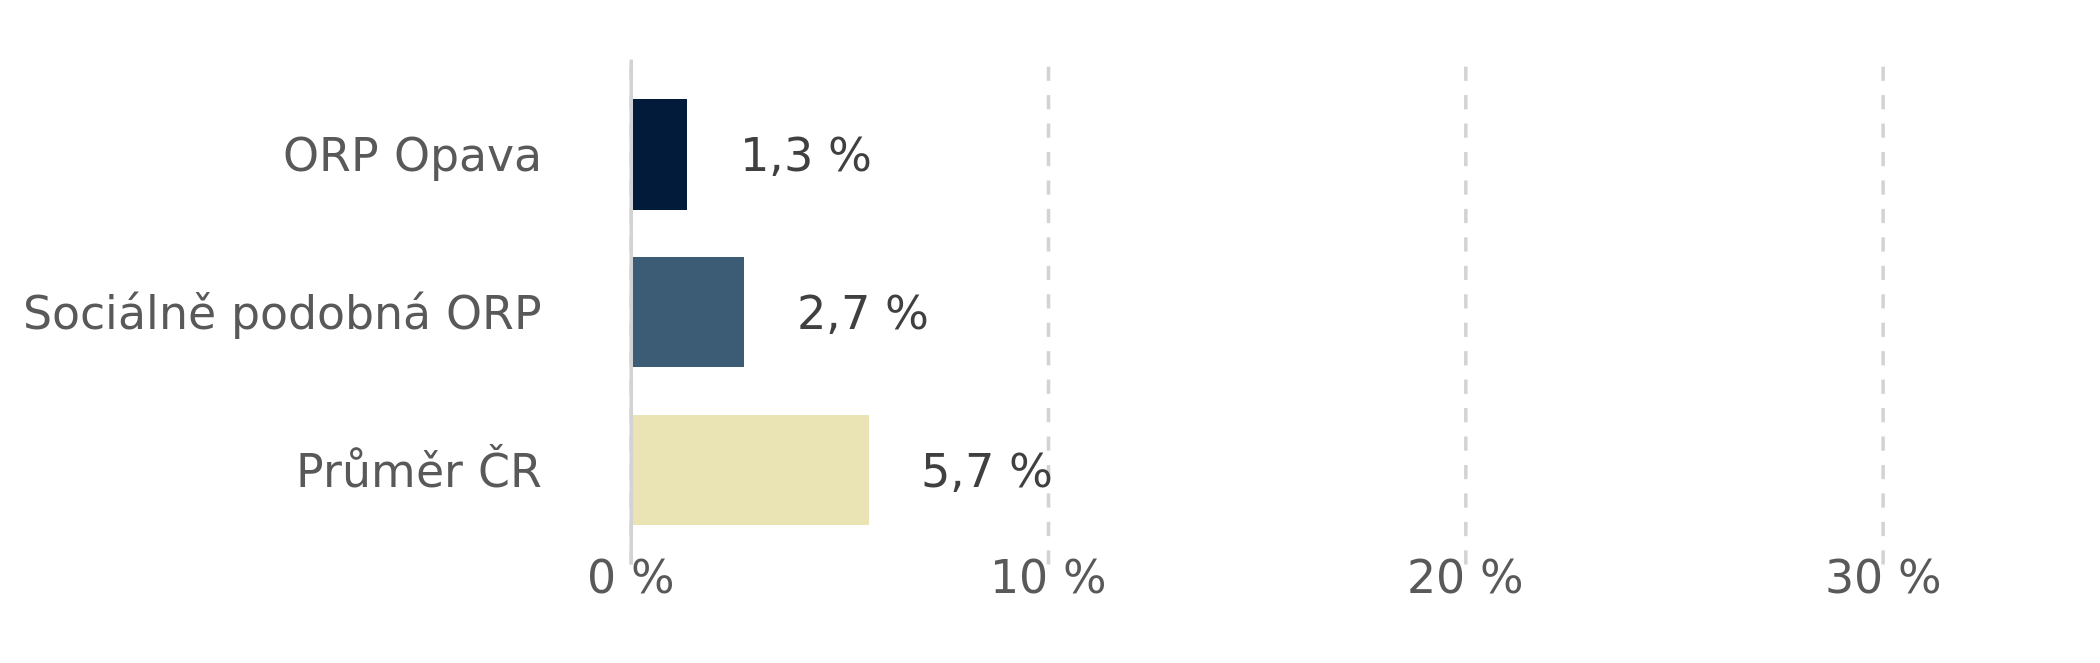 ORP Opava 1,3 %
Sociálně podobná ORP 2,7 %
Průměr ČR 5,7 %
0 % 10 % 20 % 30 %